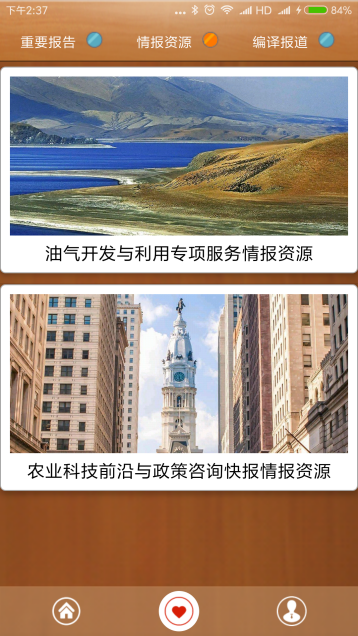 下午2:37
... HD 84%
重要报告 情报资源 编译报道
油气开发与利用专项服务情报资源
农业科技前沿与政策咨询快报情报资源